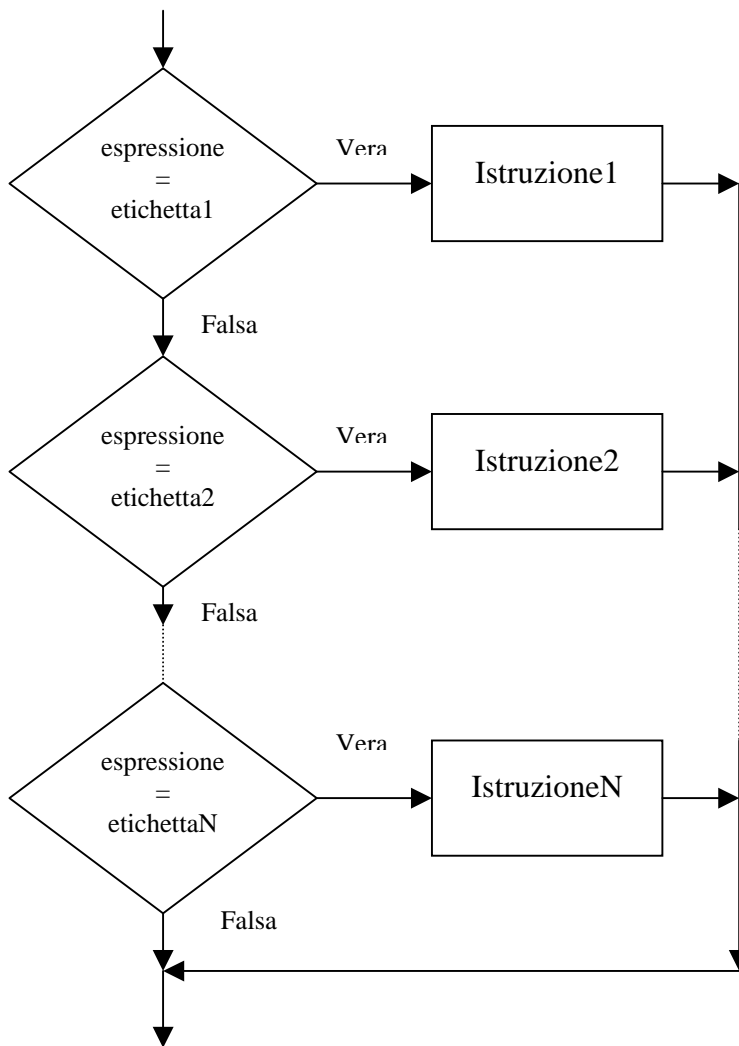 espressione
=
etichetta1
Vera
Istruzione1
Falsa
espressione
=
etichetta2
Vera
Istruzione2
Falsa
espressione
=
etichettaN
Vera
IstruzioneN
Falsa